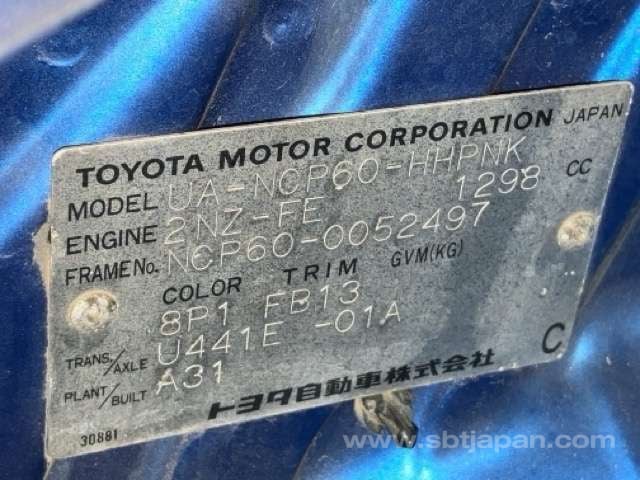 TOYOTA MOTOR CORPORATION JAPAN
MODEL UA-NCP60-HHPNK
ENGINE 2NZ-FE 1298 CC
FRAME No. NCP60-0052497
COLOR TRIM GVM(KG)
8P1 FB13
TRANS/AXLE U441E -01A
PLANT/BUILT A31
トヨタ自動車株式会社 C
30881
www.sbtjapan.com